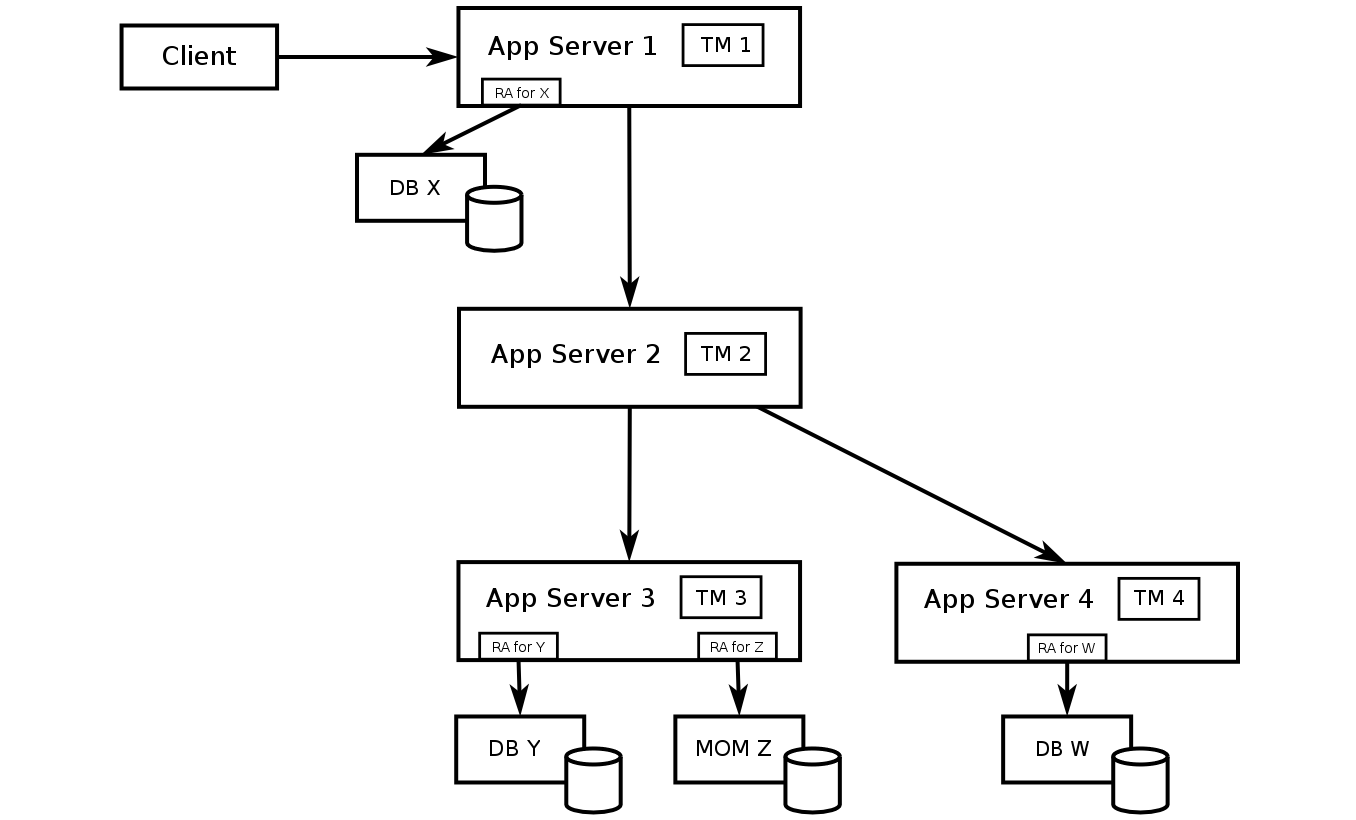 Client
App Server 1
TM 1
RA for X
DB X
App Server 2
TM 2
App Server 3
TM 3
RA for Y
RA for Z
App Server 4
TM 4
RA for W
DB Y
MOM Z
DB W